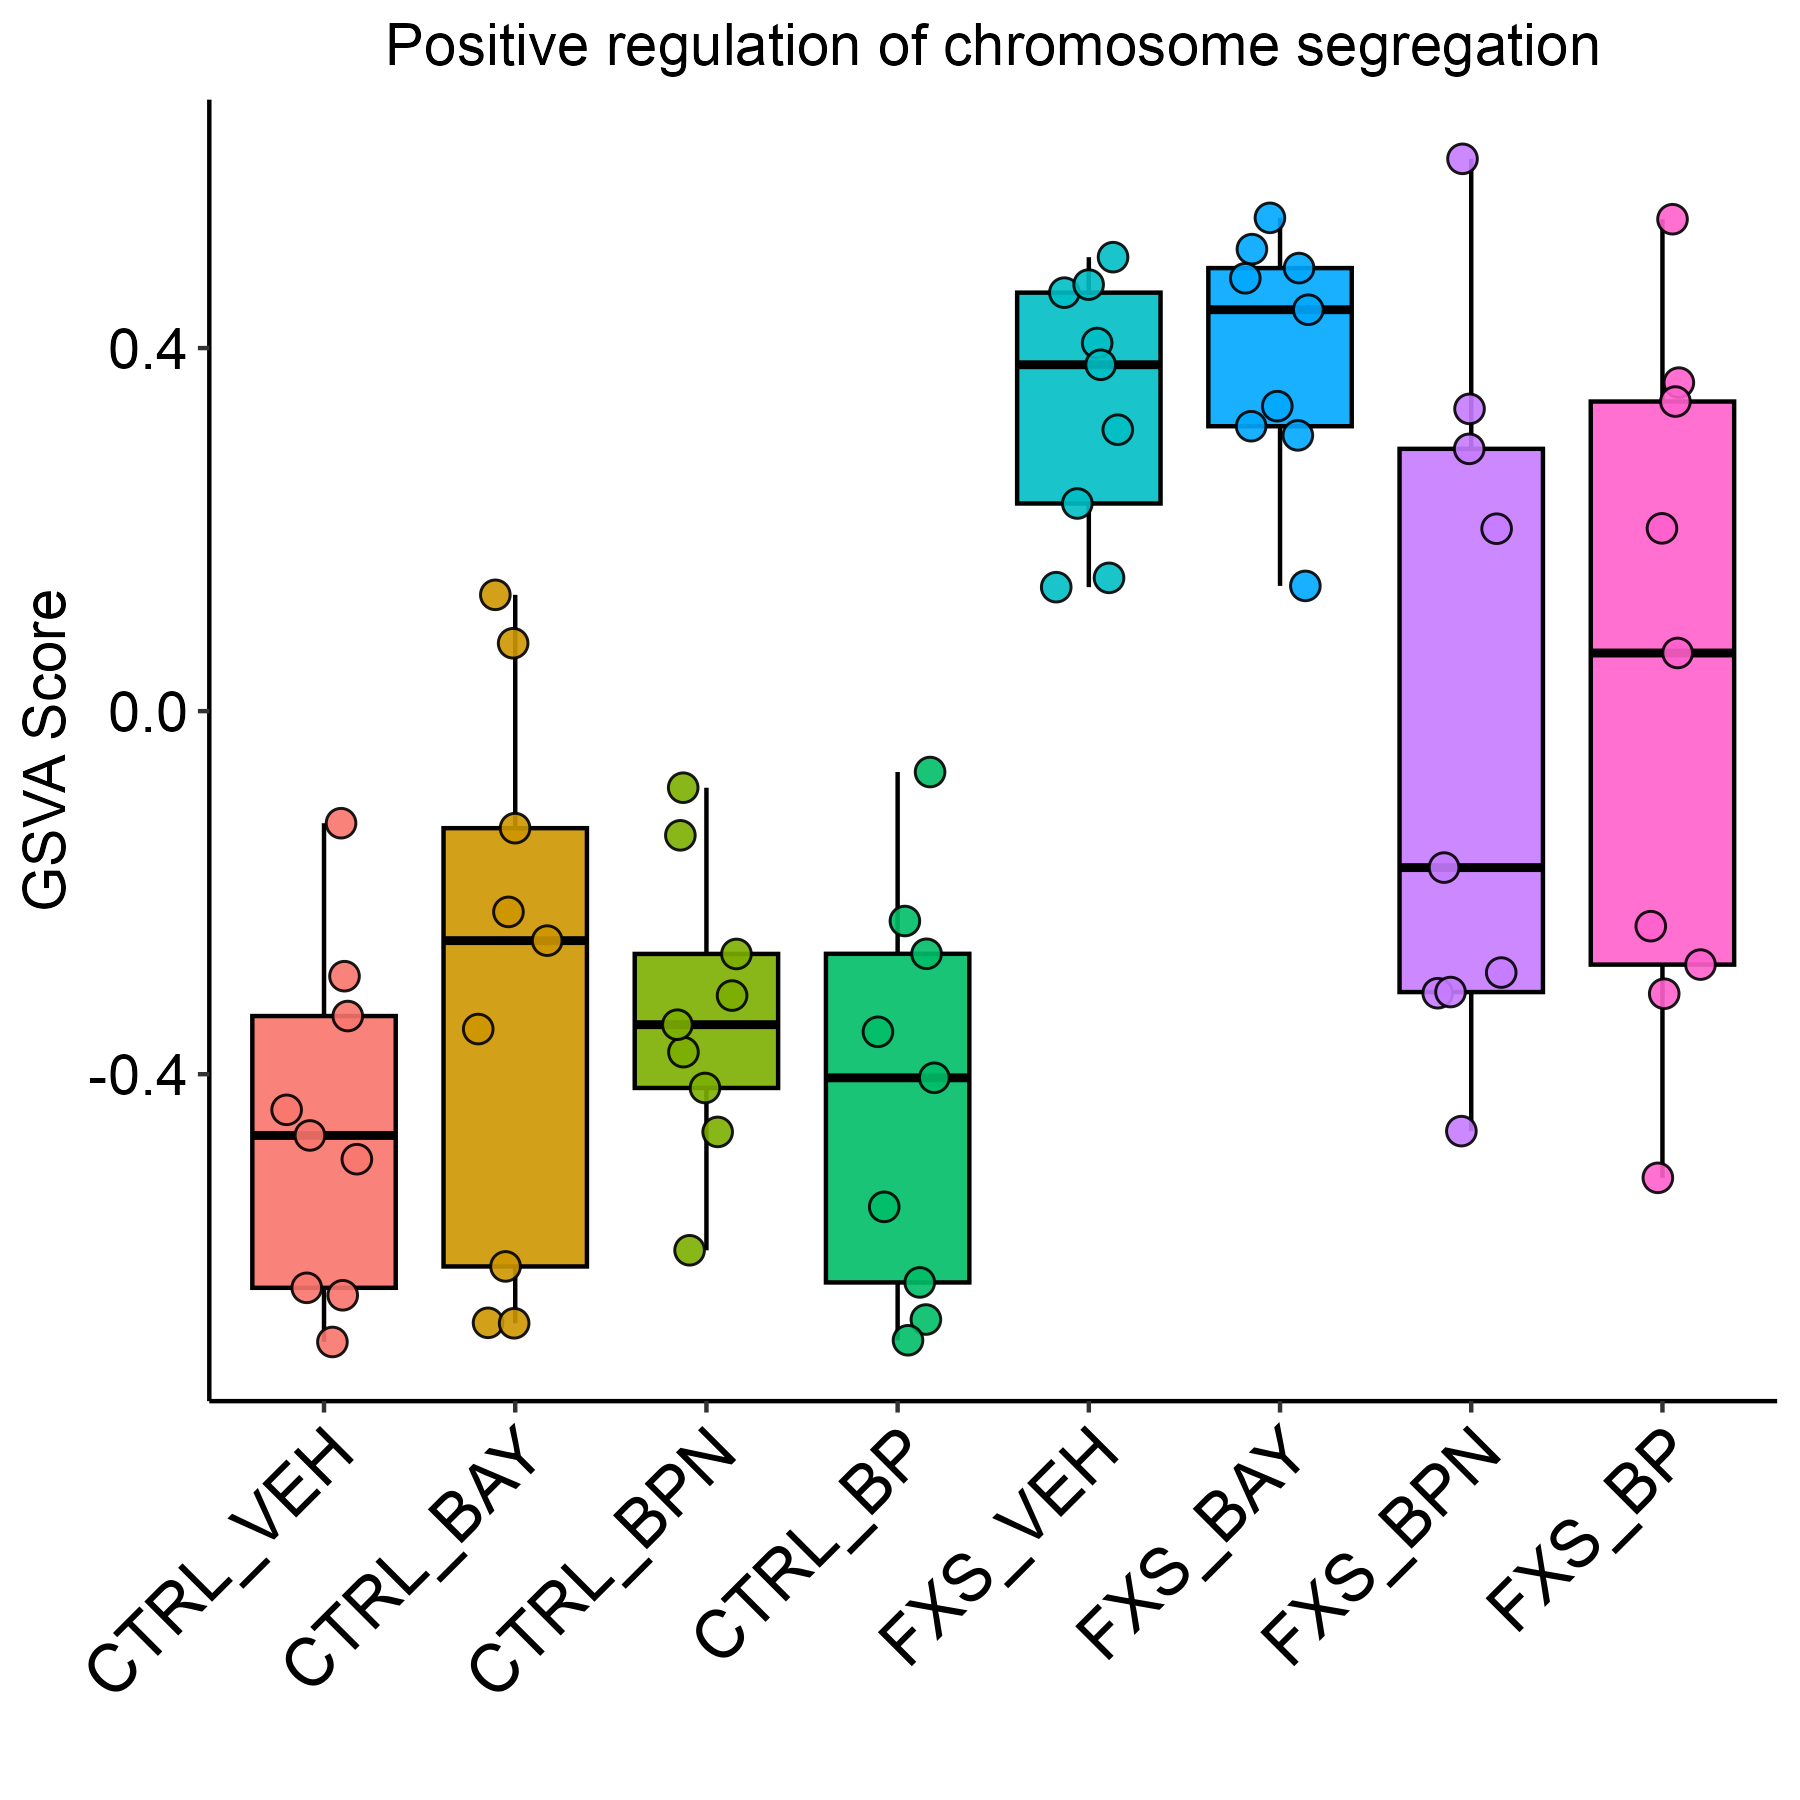 Positive regulation of chromosome segregation
GSVA Score
0.4
0.0
-0.4
CTRL_VEH
CTRL_BAY
CTRL_BPN
CTRL_BP
FXS_VEH
FXS_BAY
FXS_BPN
FXS_BP